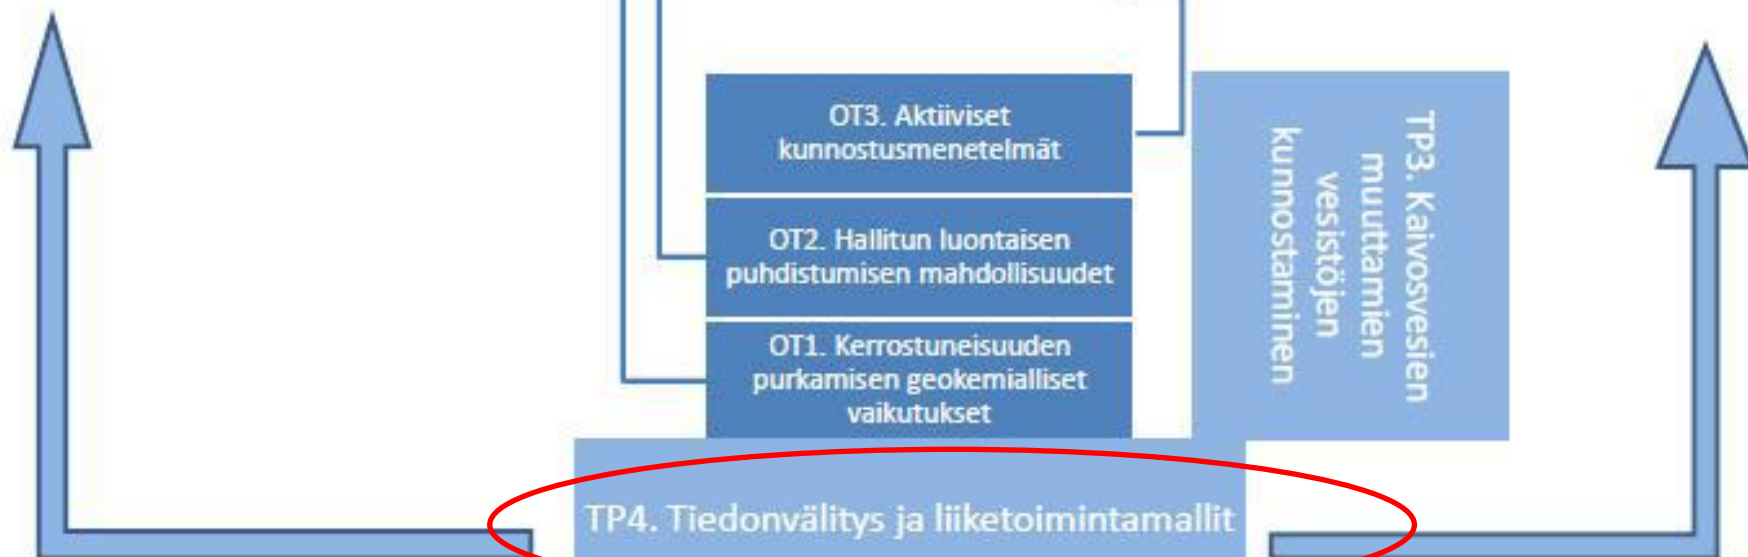 OT3. Aktiiviset
kunnostusmenetelmät
TP3. Kaivosvesien
muuttamien
vesistöjen
kunnostaminen
OT2. Hallitun luontaisen
puhdistumisen mahdollisuudet
OT1. Kerrostuneisuuden
purkamisen geokemialliset
vaikutukset
TP4. Tiedonvälitys ja liiketoimintamallit